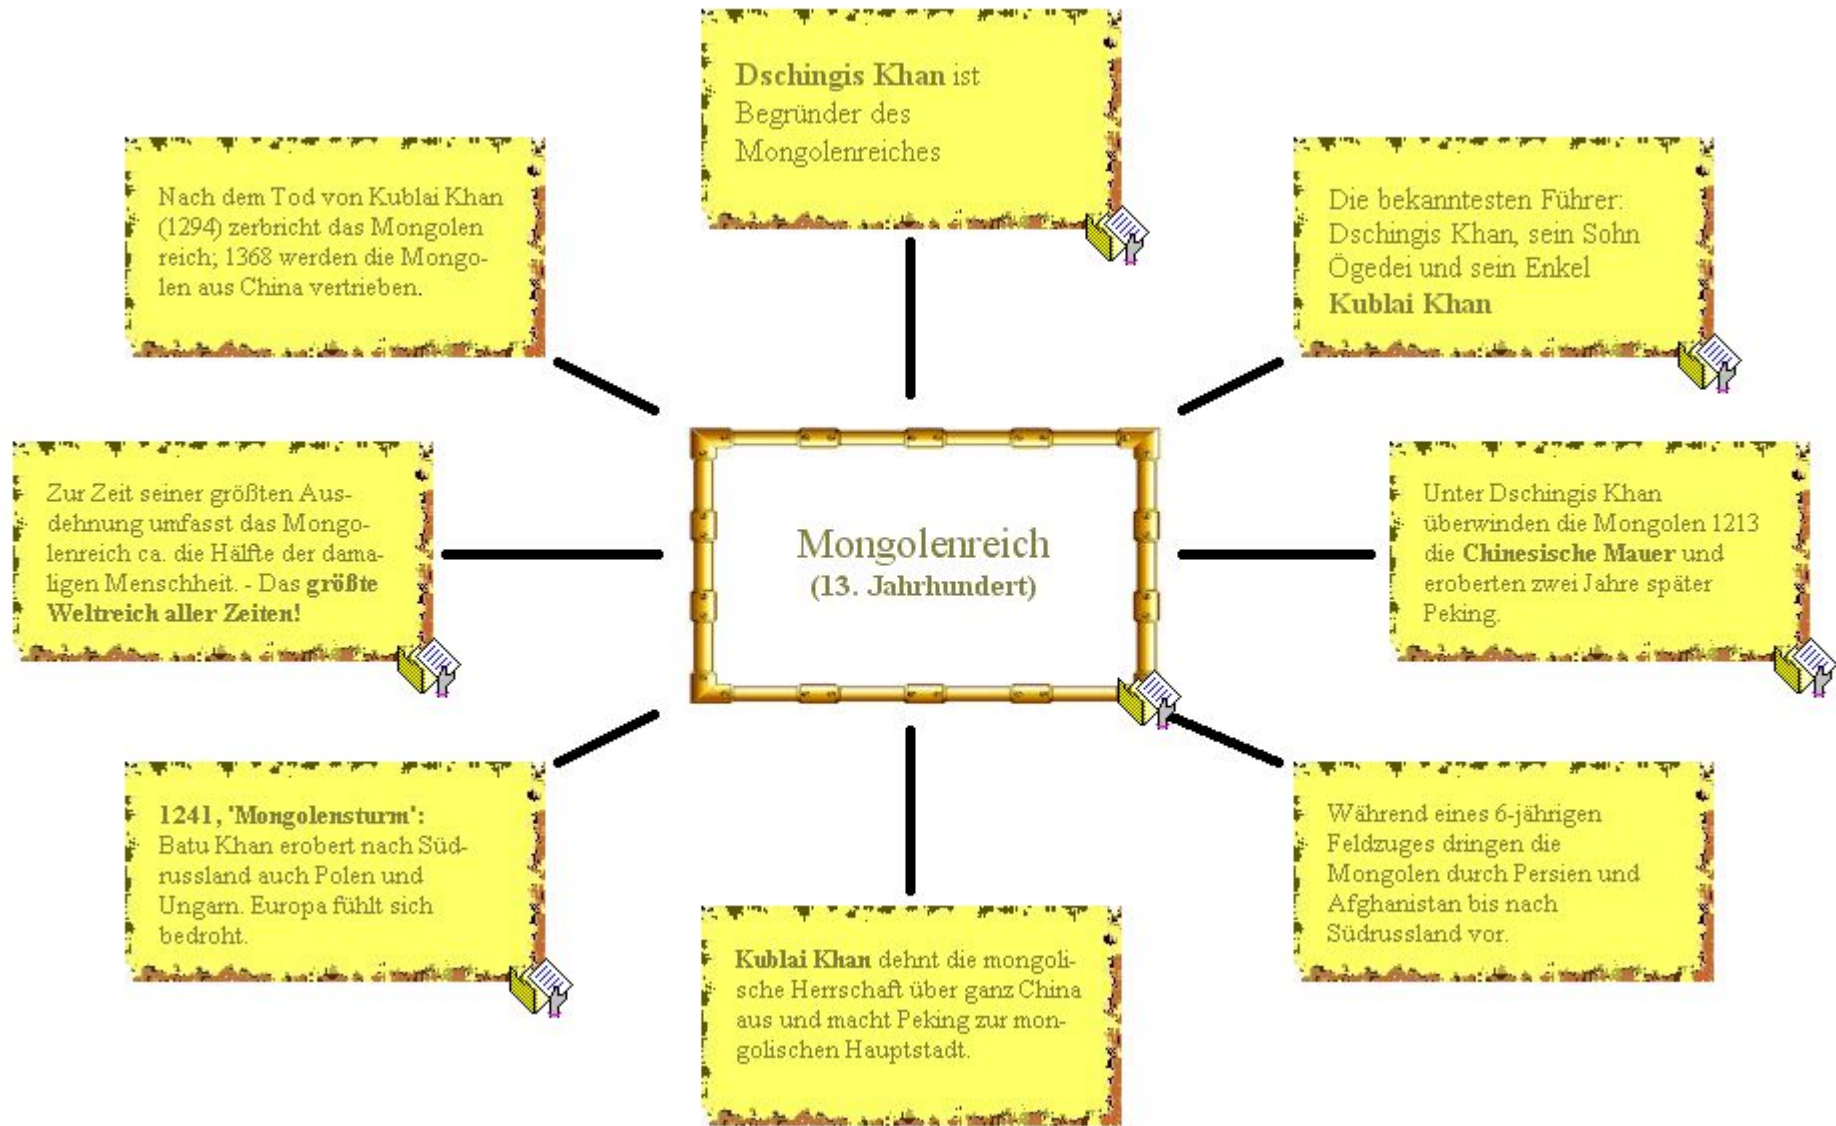 Dschingis Khan ist
Begründer des
Mongolenreiches
Die bekanntesten Führer:
Dschingis Khan, sein Sohn
Ögedei und sein Enkel
Kublai Khan
Unter Dschingis Khan
überwinden die Mongolen 1213
die Chinesische Mauer und
eroberten zwei Jahre später
Peking.
Während eines 6-jährigen
Feldzuges dringen die
Mongolen durch Persien und
Afghanistan bis nach
Südrussland vor.
Kublai Khan dehnt die mongoli-
sche Herrschaft über ganz China
aus und macht Peking zur mon-
golischen Hauptstadt.
1241, 'Mongolensturm':
Batu Khan erobert nach Süd-
russland auch Polen und
Ungarn. Europa fühlt sich
bedroht.
Zur Zeit seiner größten Aus-
dehnung umfasst das Mongo-
lenreich ca. die Hälfte der dama-
ligen Menschheit. - Das größte
Weltreich aller Zeiten!
Nach dem Tod von Kublai Khan
(1294) zerbricht das Mongolen
reich; 1368 werden die Mongo-
len aus China vertrieben.
Mongolenreich
(13. Jahrhundert)